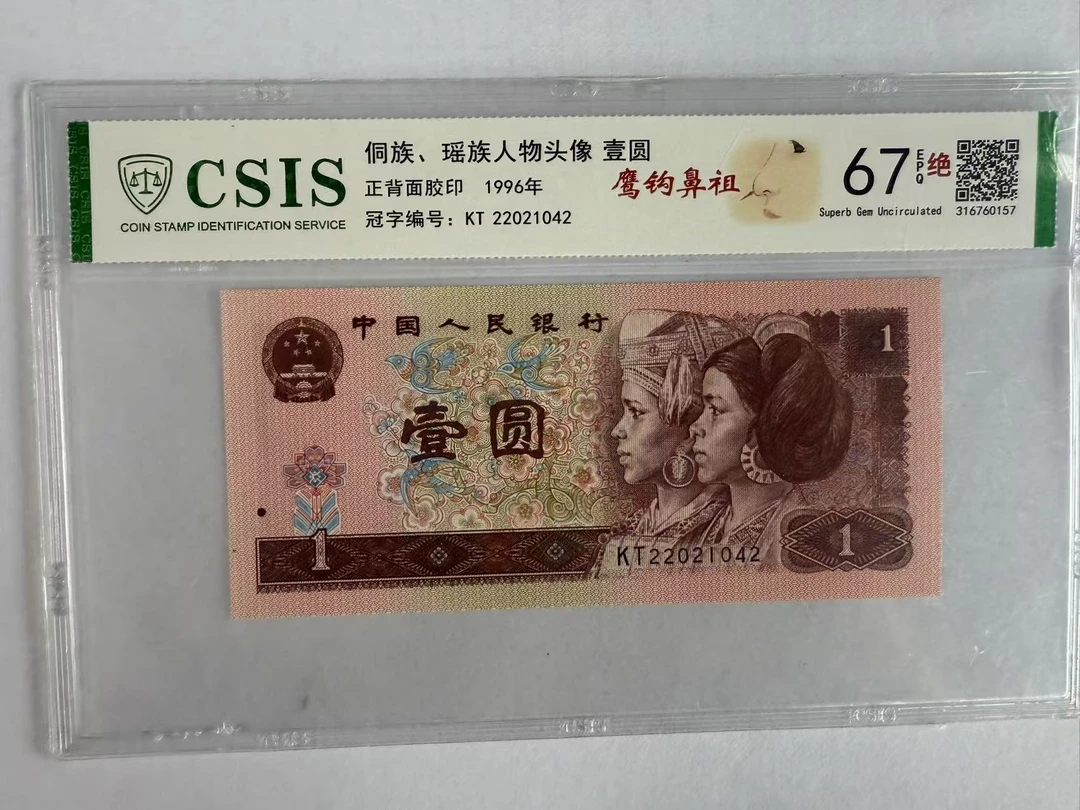 CSIS
COIN STAMP IDENTIFICATION SERVICE
侗族、瑶族人物头像 壹圆
正背面胶印 1996年
冠字编号：KT 22021042
鹰钩鼻祖
67 EPQ 绝
Superb Gem Uncirculated 316760157
中国人民银行
1
壹圆
1
KT22021042
1